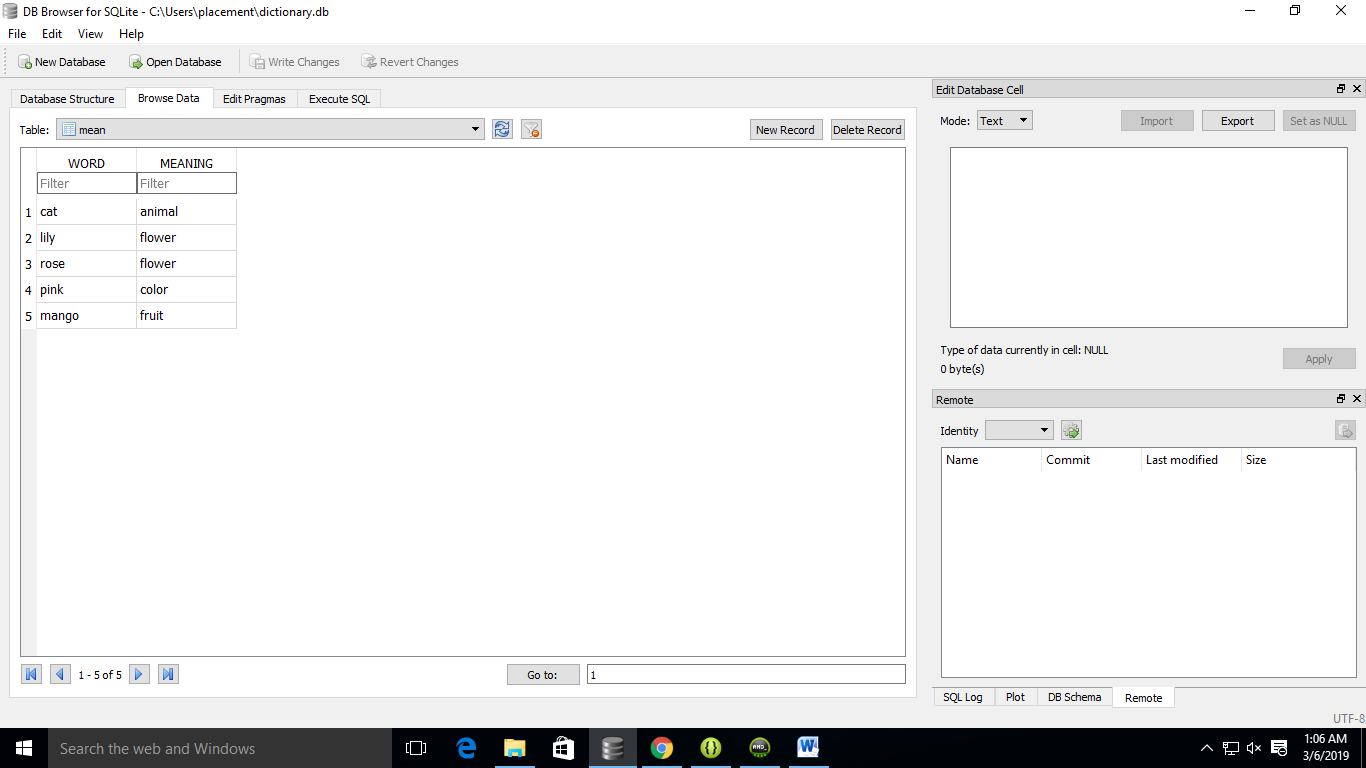 DB Browser for SQLite - C:\Users\placement\dictionary.db
File Edit View Help
New Database Open Database Write Changes Revert Changes
Database Structure Browse Data Edit Pragmas Execute SQL
Table: mean New Record Delete Record
WORD MEANING
Filter Filter
1 cat animal
2 lily flower
3 rose flower
4 pink color
5 mango fruit
1 - 5 of 5 Go to: 1
Edit Database Cell
Mode: Text Import Export Set as NULL
Type of data currently in cell: NULL
0 byte(s)
Apply
Remote
Identity
Name Commit Last modified Size
SQL Log Plot DB Schema Remote
UTF-8
Search the web and Windows
1:06 AM
3/6/2019